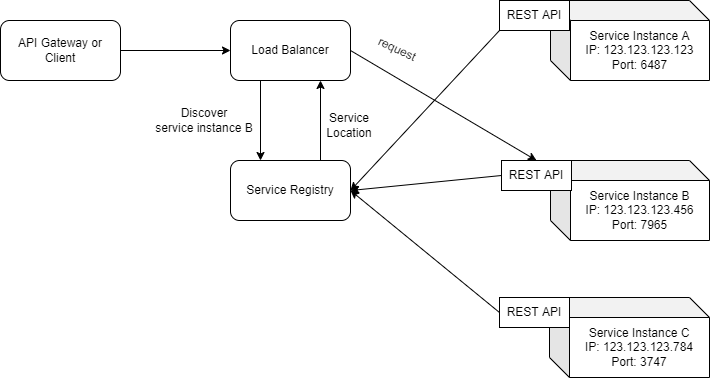 API Gateway or
Client
Load Balancer
request
Discover
service instance B
Service
Location
Service Registry
REST API
Service Instance A
IP: 123.123.123.123
Port: 6487
REST API
Service Instance B
IP: 123.123.123.456
Port: 7965
REST API
Service Instance C
IP: 123.123.123.784
Port: 3747